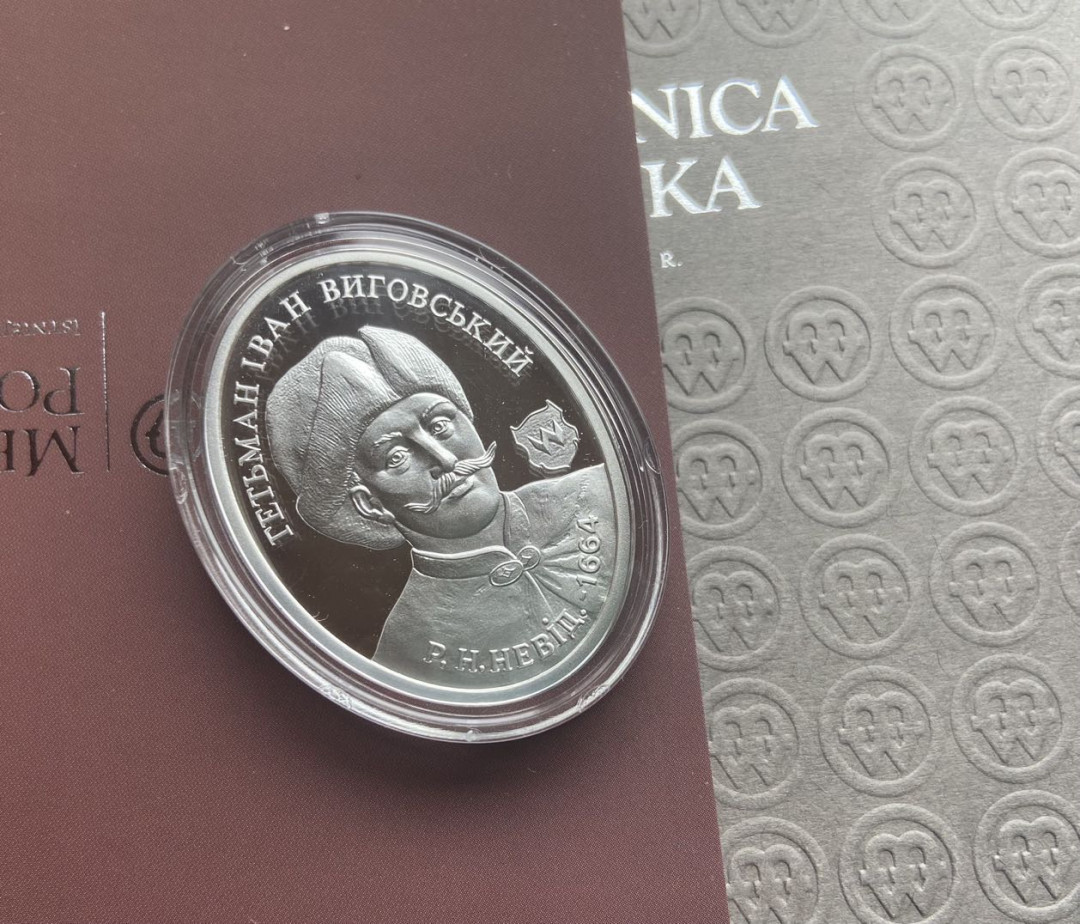 ГЕТЬМАН ІВАН ВИГОВСЬКИЙ
Р. Н. НЕВІД. -1664
NICA
KA
R.